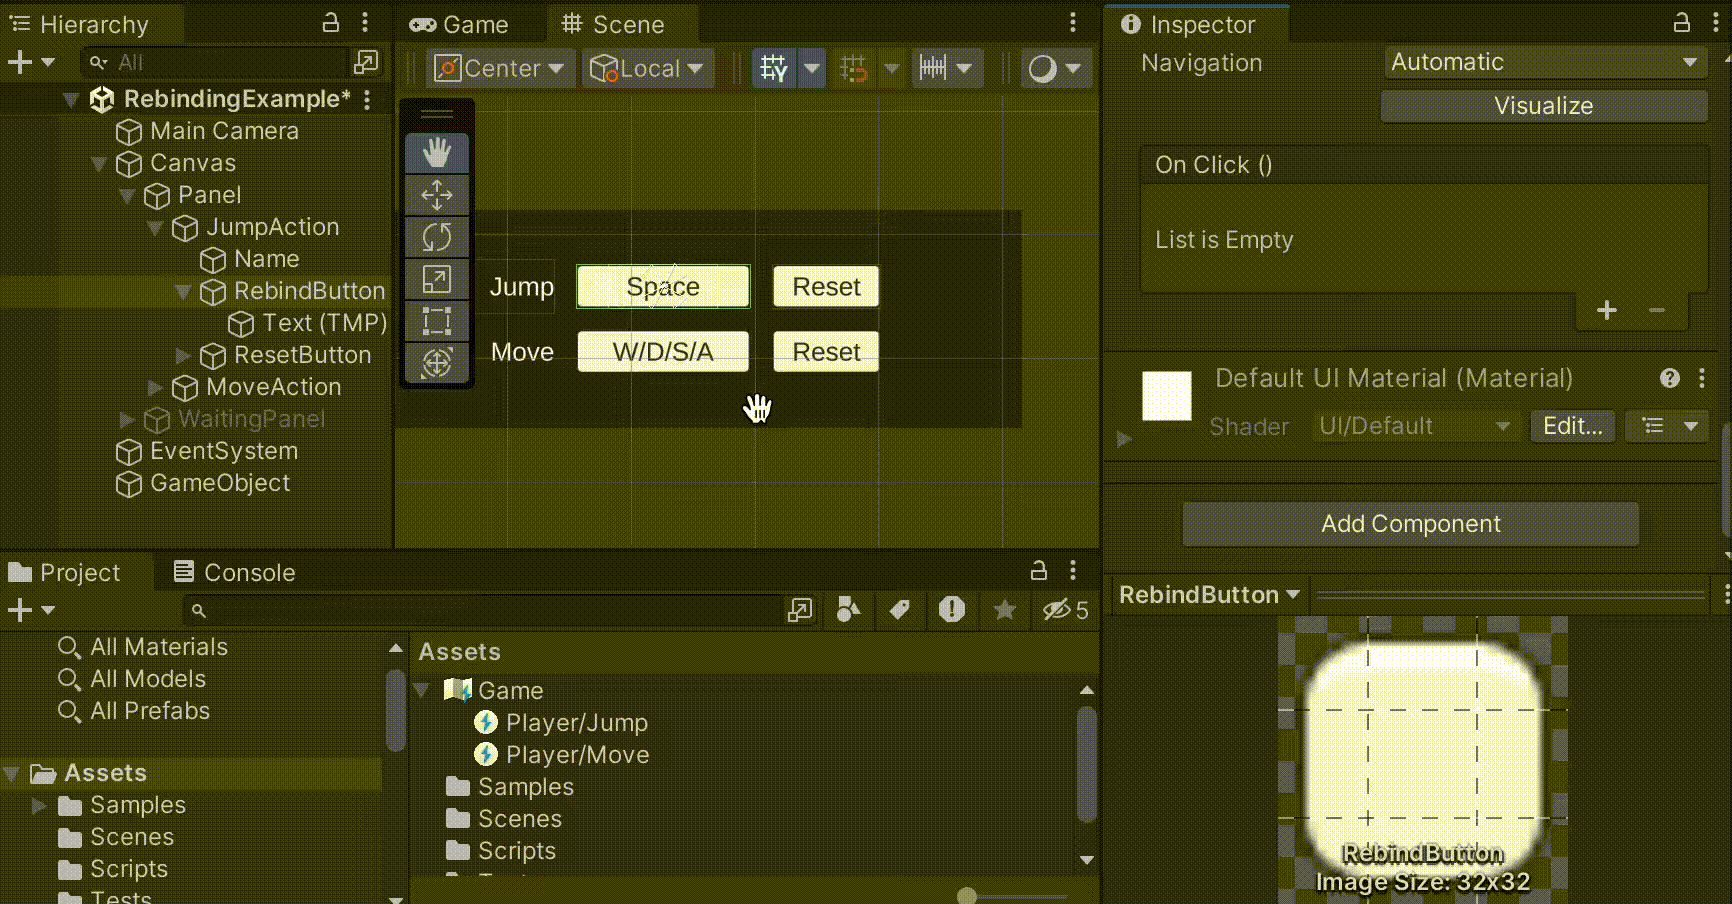 Hierarchy
All
RebindingExample*
Main Camera
Canvas
Panel
JumpAction
Name
RebindButton
Text (TMP)
ResetButton
MoveAction
WaitingPanel
EventSystem
GameObject
Game
Scene
Center
Local
Jump
Space
Reset
Move
W/D/S/A
Reset
Inspector
Navigation
Automatic
Visualize
On Click ()
List is Empty
Default UI Material (Material)
Shader
UI/Default
Edit...
Add Component
Project
Console
5
All Materials
All Models
All Prefabs
Assets
Samples
Scenes
Scripts
Tests
Assets
Game
Player/Jump
Player/Move
Samples
Scenes
Scripts
RebindButton
RebindButton
Image Size: 32x32